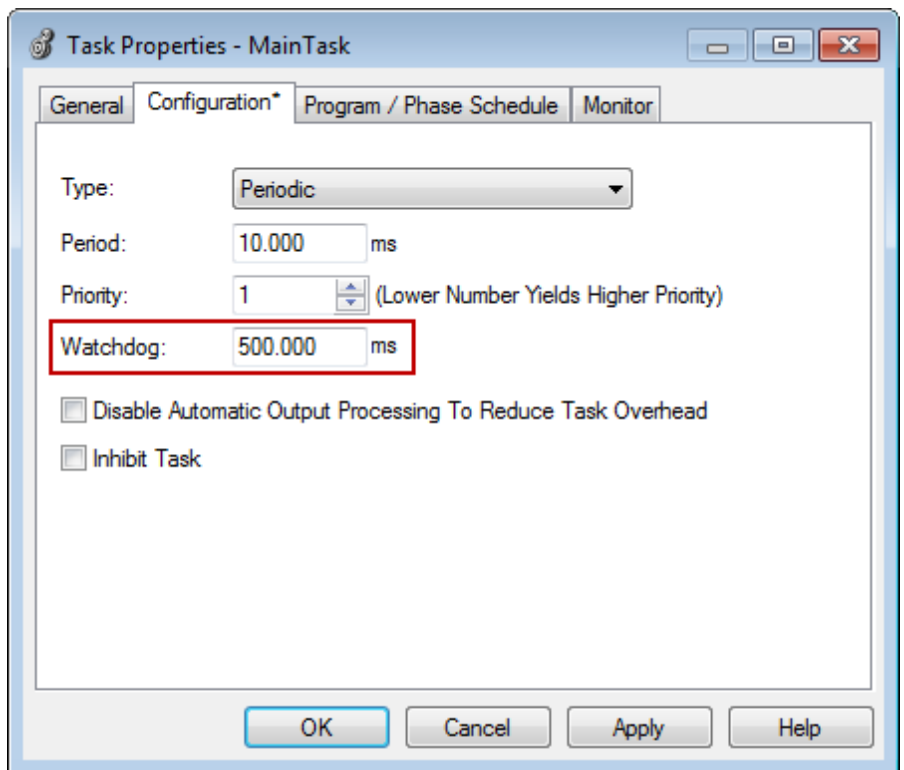 Task Properties - MainTask
General Configuration* Program / Phase Schedule Monitor
Type: Periodic
Period: 10.000 ms
Priority: 1 (Lower Number Yields Higher Priority)
Watchdog: 500.000 ms
Disable Automatic Output Processing To Reduce Task Overhead
Inhibit Task
OK Cancel Apply Help